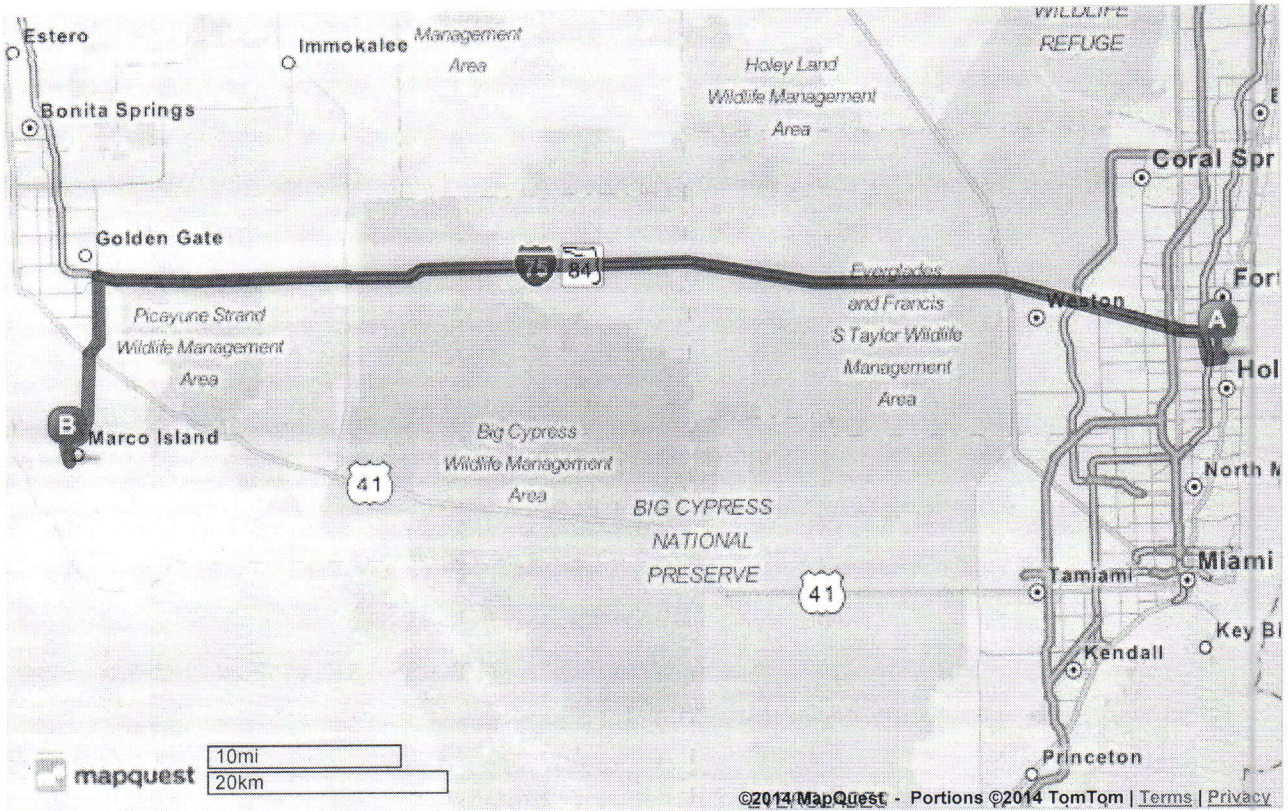 WILDLIFE
REFUGE
Estero
Immokalee
Management
Area
Holey Land
Wildlife Management
Area
Bonita Springs
Coral Spr
Golden Gate
75
84
Everglades
and Francis
S Taylor Wildlife
Management
Area
Weston
Fort
A
Picayune Strand
Wildlife Management
Area
Hol
B
Marco Island
Big Cypress
Wildlife Management
Area
41
North M
BIG CYPRESS
NATIONAL
PRESERVE
Miami
Tamiami
41
Key Bi
Kendall
Princeton
mapquest
10mi
20km
©2014 MapQuest - Portions ©2014 TomTom | Terms | Privacy